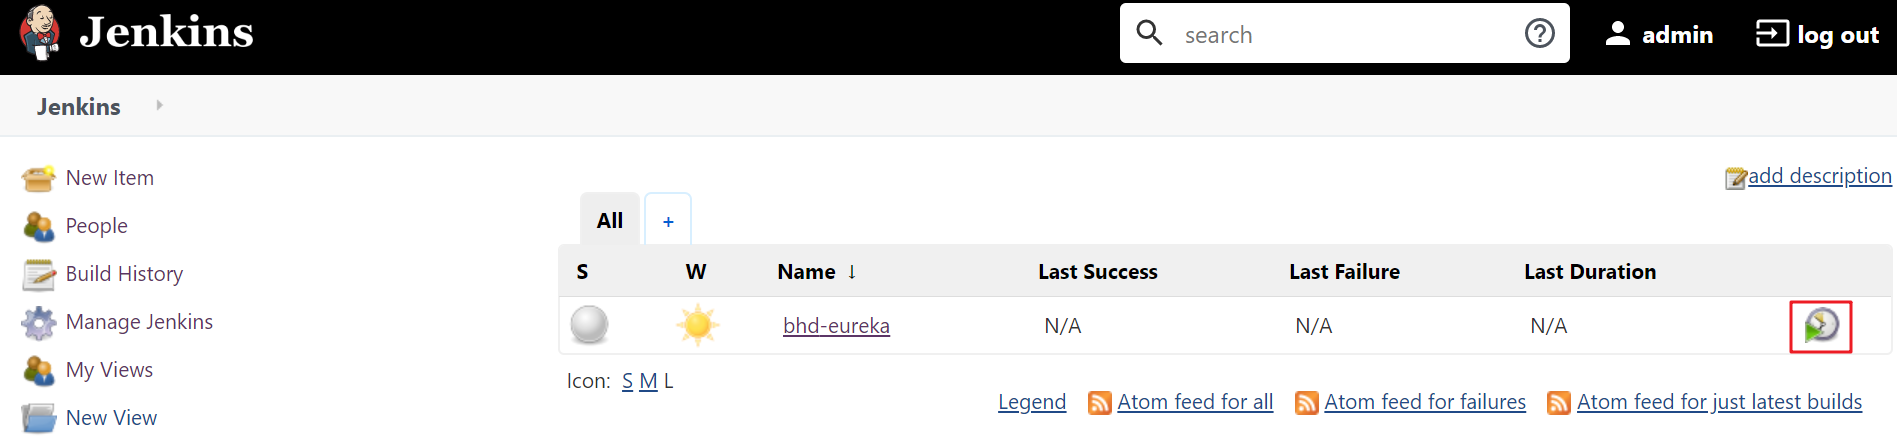 Jenkins
search
admin
log out
Jenkins
New Item
People
Build History
Manage Jenkins
My Views
New View
add description
All
+
S W Name ↓ Last Success Last Failure Last Duration
bhd-eureka N/A N/A N/A
Icon: S M L
Legend Atom feed for all Atom feed for failures Atom feed for just latest builds